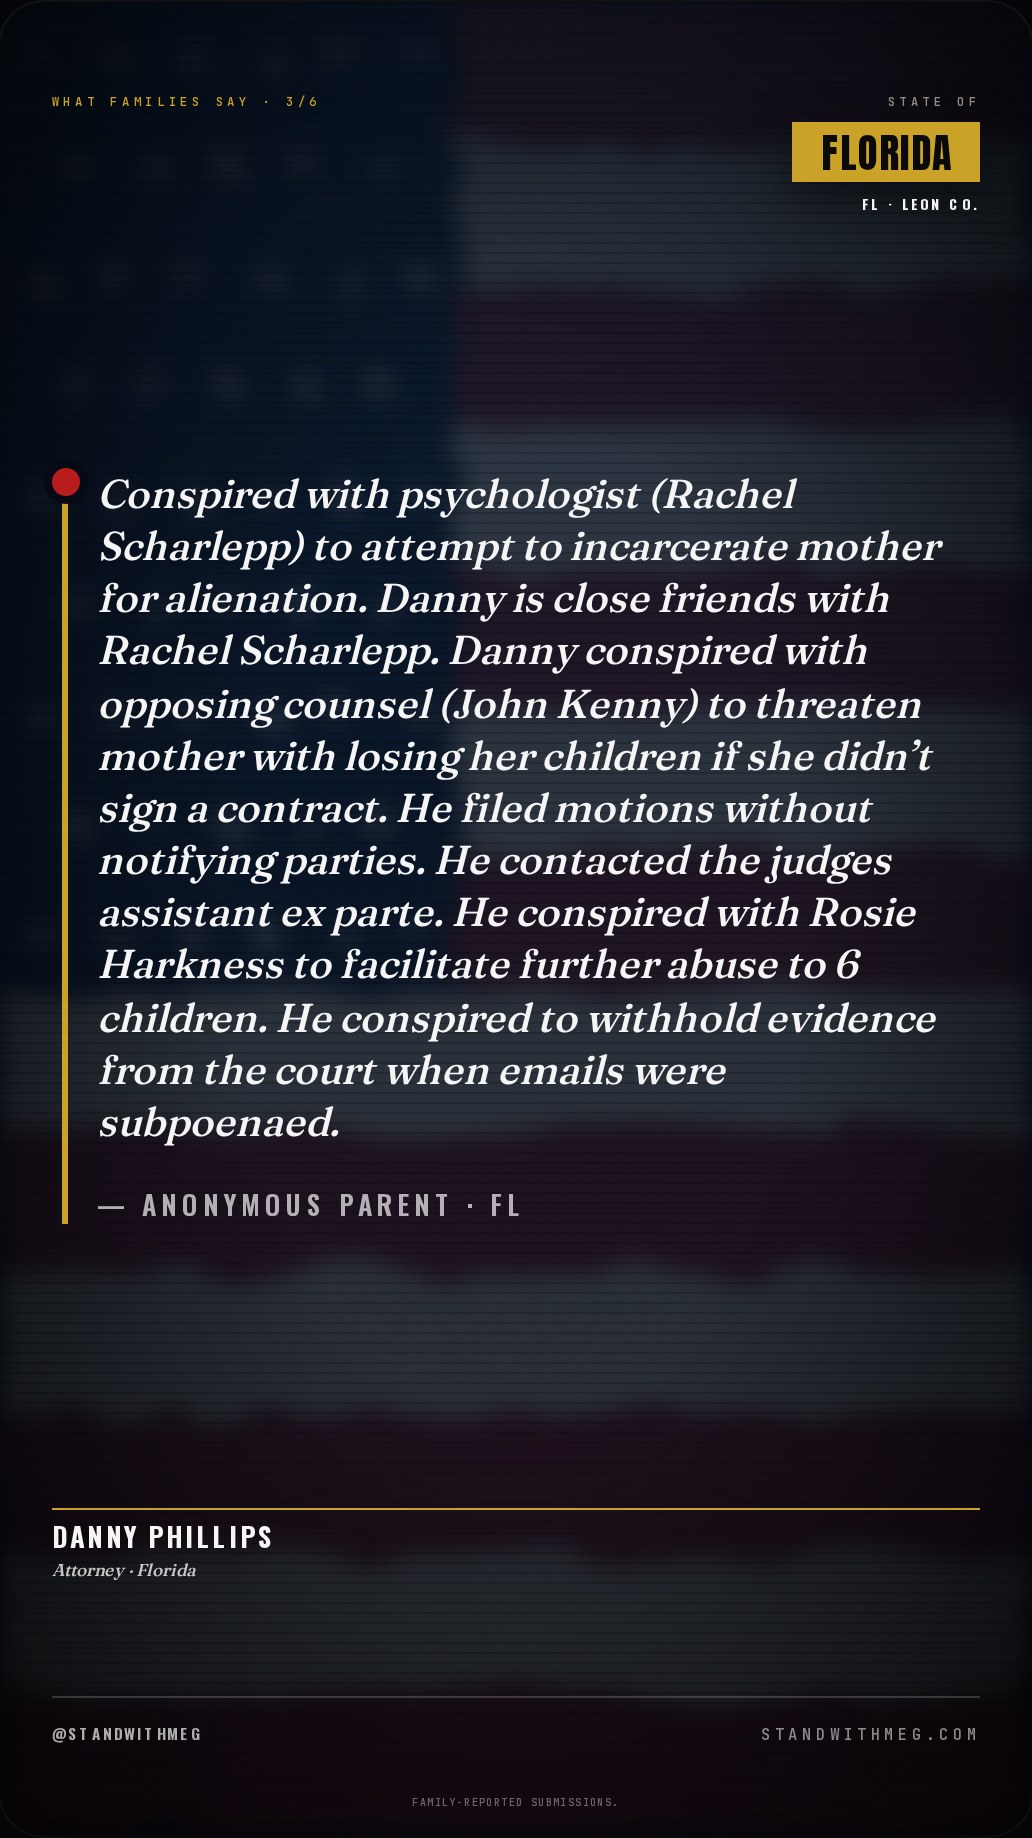 WHAT FAMILIES SAY · 3/6
STATE OF
FLORIDA
FL · LEON CO.
Conspired with psychologist (Rachel
Scharlepp) to attempt to incarcerate mother
for alienation. Danny is close friends with
Rachel Scharlepp. Danny conspired with
opposing counsel (John Kenny) to threaten
mother with losing her children if she didn’t
sign a contract. He filed motions without
notifying parties. He contacted the judges
assistant ex parte. He conspired with Rosie
Harkness to facilitate further abuse to 6
children. He conspired to withhold evidence
from the court when emails were
subpoenaed.
— ANONYMOUS PARENT · FL
DANNY PHILLIPS
Attorney · Florida
@STANDWITHMEG
STANDWITHMEG.COM
FAMILY-REPORTED SUBMISSIONS.